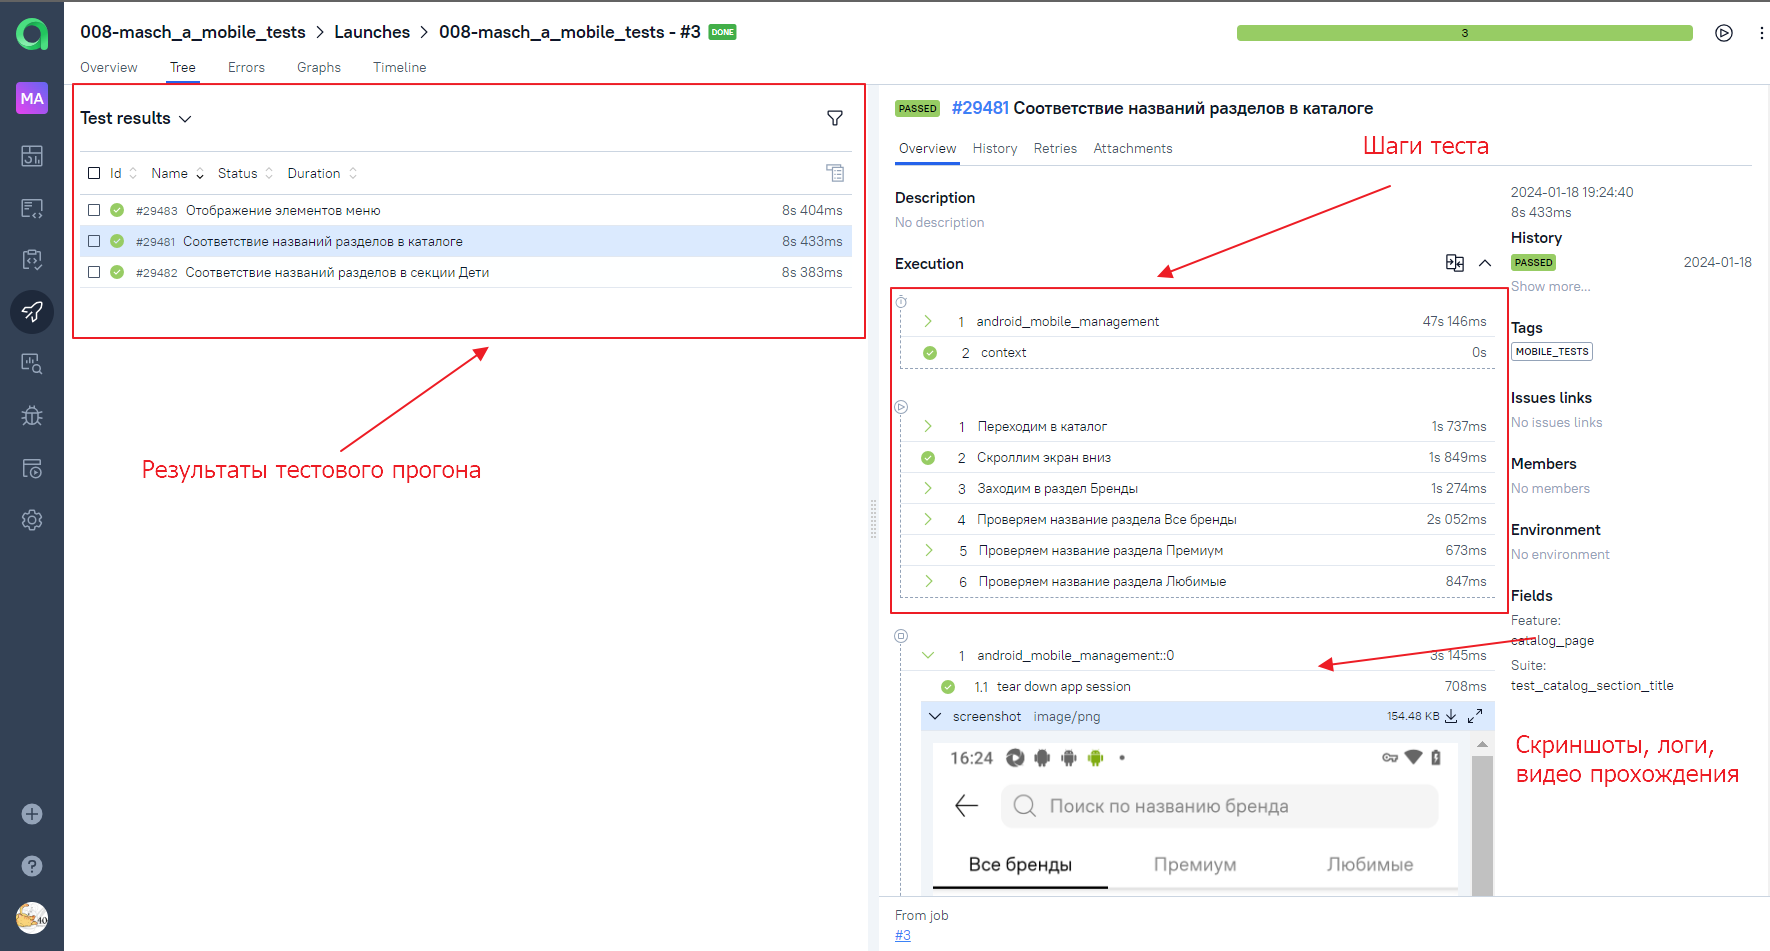 008-masch_a_mobile_tests > Launches > 008-masch_a_mobile_tests - #3 DONE
3
Overview Tree Errors Graphs Timeline
MA
Test results
Id Name Status Duration
#29483 Отображение элементов меню 8s 404ms
#29481 Соответствие названий разделов в каталоге 8s 433ms
#29482 Соответствие названий разделов в секции Дети 8s 383ms
Результаты тестового прогона
PASSED #29481 Соответствие названий разделов в каталоге
Overview History Retries Attachments
Шаги теста
Description
No description
Execution
1 android_mobile_management 47s 146ms
2 context 0s
1 Переходим в каталог 1s 737ms
2 Скроллим экран вниз 1s 849ms
3 Заходим в раздел Бренды 1s 274ms
4 Проверяем название раздела Все бренды 2s 052ms
5 Проверяем название раздела Премиум 673ms
6 Проверяем название раздела Любимые 847ms
1 android_mobile_management::0 3s 145ms
1.1 tear down app session 708ms
screenshot image/png 154.48 KB
16:24
Поиск по названию бренда
Все бренды Премиум Любимые
2024-01-18 19:24:40
8s 433ms
History
PASSED 2024-01-18
Show more...
Tags
MOBILE_TESTS
Issues links
No issues links
Members
No members
Environment
No environment
Fields
Feature:
catalog_page
Suite:
test_catalog_section_title
Скриншоты, логи,
видео прохождения
From job
#3